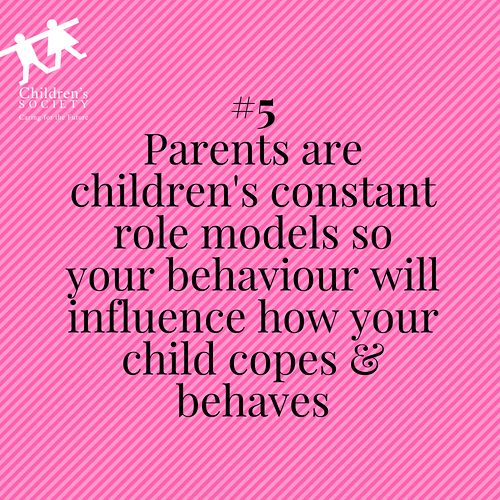 Children's
SOCIETY
Caring for the Future
#5
Parents are
children's constant
role models so
your behaviour will
influence how your
child copes &
behaves